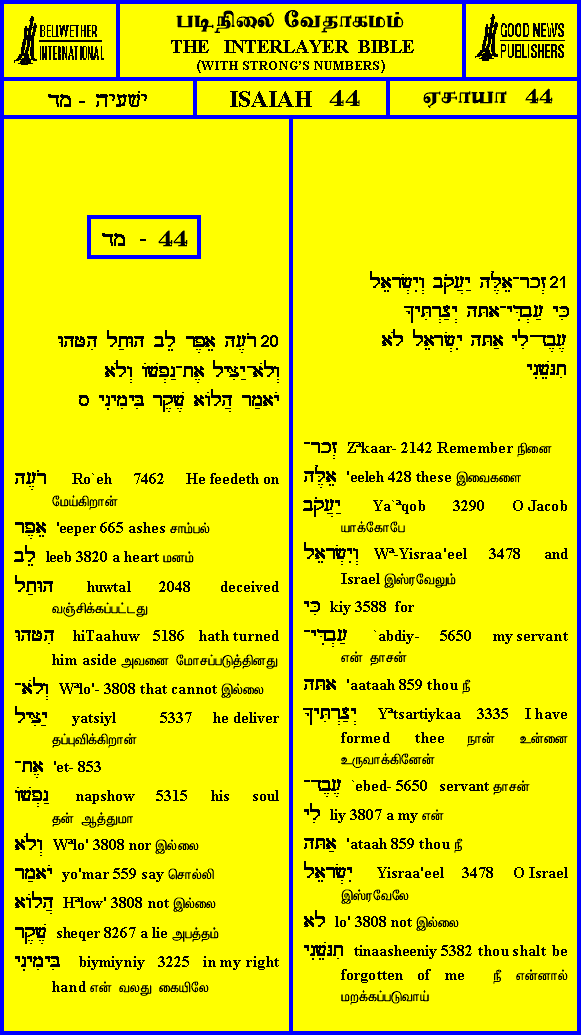 BELLWETHER
INTERNATIONAL
படிநிலை வேதாகமம்
THE INTERLAYER BIBLE
(WITH STRONG'S NUMBERS)
GOOD NEWS
PUBLISHERS
ישעיה - מד
ISAIAH 44
ஏசாயா 44
מד - 44
20 רֹעֶה אֵפֶר לֵב הוּתַל הִטָּהוּ
וְלֹא־יַצִּיל אֶת־נַפְשׁוֹ וְלֹא
יֹאמַר הֲלוֹא שֶׁקֶר בִּימִינִי ס
רֹעֶה Ro`eh 7462 He feedeth on
மேய்கிறான்
אֵפֶר 'eeper 665 ashes சாம்பல்
לֵב leeb 3820 a heart மனம்
הוּתַל huwtal 2048 deceived
வஞ்சிக்கப்பட்டது
הִטָּהוּ hiTaahuw 5186 hath turned
him aside அவனை மோசப்படுத்தினது
וְלֹא־ Wªlo'- 3808 that cannot இல்லை
יַצִּיל yatsiyl 5337 he deliver
தப்புவிக்கிறான்
אֶת־ 'et- 853
נַפְשׁוֹ napshow 5315 his soul
தன் ஆத்துமா
וְלֹא Wªlo' 3808 nor இல்லை
יֹאמַר yo'mar 559 say சொல்லி
הֲלוֹא Hªlow' 3808 not இல்லை
שֶׁקֶר sheqer 8267 a lie அபத்தம்
בִּימִינִי biymiyniy 3225 in my right
hand என் வலது கையிலே
21 זְכָר־אֵלֶּה יַעֲקֹב וְיִשְׂרָאֵל
כִּי עַבְדִּי־אַתָּה יְצַרְתִּיךָ
עֶבֶד־לִי אַתָּה יִשְׂרָאֵל לֹא
תִנָּשֵׁנִי
זְכָר־ Zªkaar- 2142 Remember நினை
אֵלֶּה 'eeleh 428 these இவைகளை
יַעֲקֹב Ya`ªqob 3290 O Jacob
யாக்கோபே
וְיִשְׂרָאֵל Wª-Yisraa'eel 3478 and
Israel இஸ்ரவேலும்
כִּי kiy 3588 for
עַבְדִּי־ `abdiy- 5650 my servant
என் தாசன்
אַתָּה 'aataah 859 thou நீ
יְצַרְתִּיךָ Yªtsartiykaa 3335 I have
formed thee நான் உன்னை
உருவாக்கினேன்
עֶבֶד־ `ebed- 5650 servant தாசன்
לִי liy 3807 a my என்
אַתָּה 'ataah 859 thou நீ
יִשְׂרָאֵל Yisraa'eel 3478 O Israel
இஸ்ரவேலே
לֹא lo' 3808 not இல்லை
תִנָּשֵׁנִי tinaasheeniy 5382 thou shalt be
forgotten of me நீ என்னால்
மறக்கப்படுவாய்